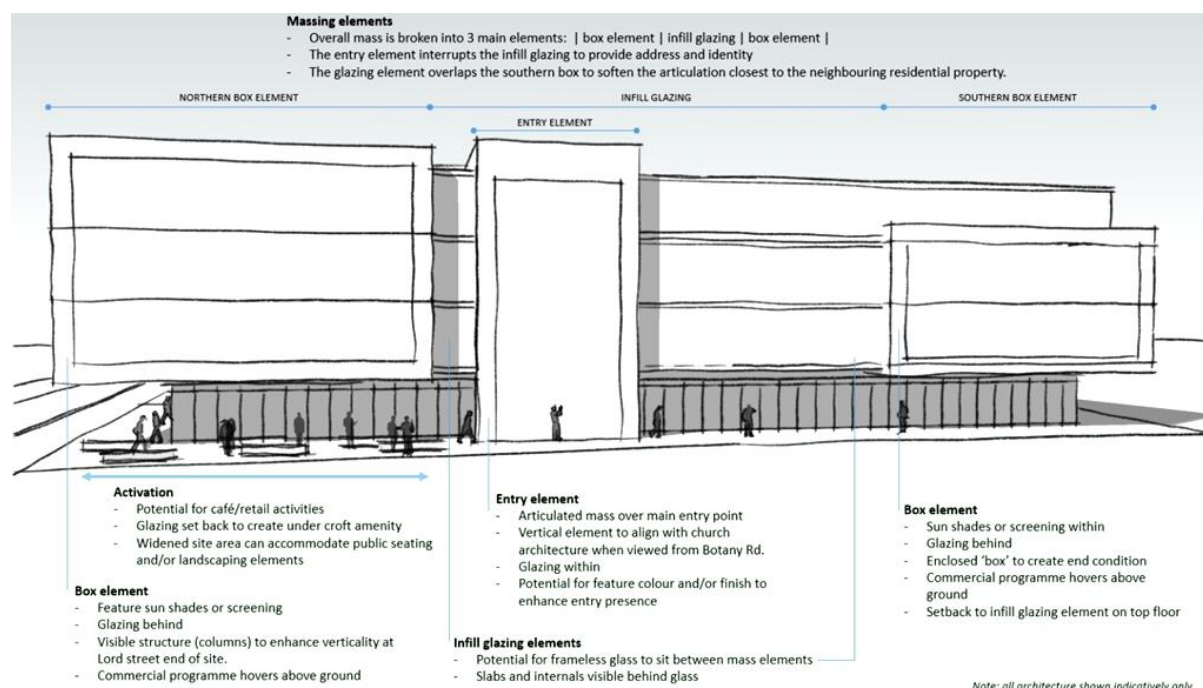 Massing elements
- Overall mass is broken into 3 main elements: | box element | infill glazing | box element |
- The entry element interrupts the infill glazing to provide address and identity
- The glazing element overlaps the southern box to soften the articulation closest to the neighbouring residential property.
NORTHERN BOX ELEMENT
INFILL GLAZING
SOUTHERN BOX ELEMENT
ENTRY ELEMENT
Activation
- Potential for café/retail activities
- Glazing set back to create under croft amenity
- Widened site area can accommodate public seating
and/or landscaping elements
Box element
- Feature sun shades or screening
- Glazing behind
- Visible structure (columns) to enhance verticality at
Lord street end of site.
- Commercial programme hovers above ground
Entry element
- Articulated mass over main entry point
- Vertical element to align with church
architecture when viewed from Botany Rd.
- Glazing within
- Potential for feature colour and/or finish to
enhance entry presence
Infill glazing elements
- Potential for frameless glass to sit between mass elements
- Slabs and internals visible behind glass
Box element
- Sun shades or screening within
- Glazing behind
- Enclosed ‘box’ to create end condition
- Commercial programme hovers above
ground
- Setback to infill glazing element on top floor
Note: all architecture shown indicatively only